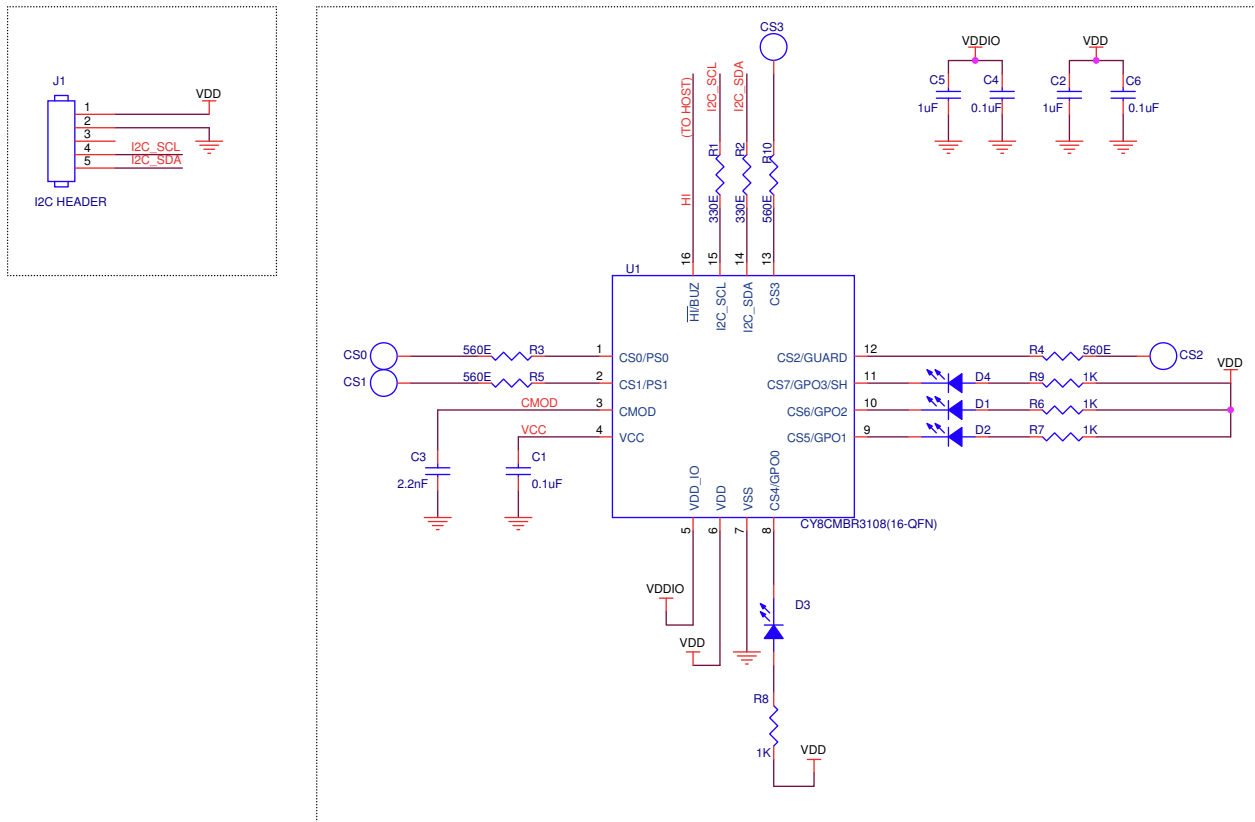 J1
1
2
3
4
5
VDD
I2C_SCL
I2C_SDA
I2C HEADER
CS3
(TO HOST)
HI
I2C_SCL
I2C_SDA
R1
330E
R2
330E
R10
560E
VDDIO
C5
1uF
C4
0.1uF
VDD
C2
1uF
C6
0.1uF
U1
16
15
14
13
HI/BUZ
I2C_SCL
I2C_SDA
CS3
CS0
560E
R3
1
CS0/PS0
CS1
560E
R5
2
CS1/PS1
CMOD
3
CMOD
VCC
4
VCC
C3
2.2nF
C1
0.1uF
CS2/GUARD
12
R4
560E
CS2
CS7/GPO3/SH
11
D4
R9
1K
VDD
CS6/GPO2
10
D1
R6
1K
CS5/GPO1
9
D2
R7
1K
VDD_IO
VDD
VSS
CS4/GPO0
CY8CMBR3108(16-QFN)
5
6
7
8
VDDIO
VDD
D3
R8
1K
VDD